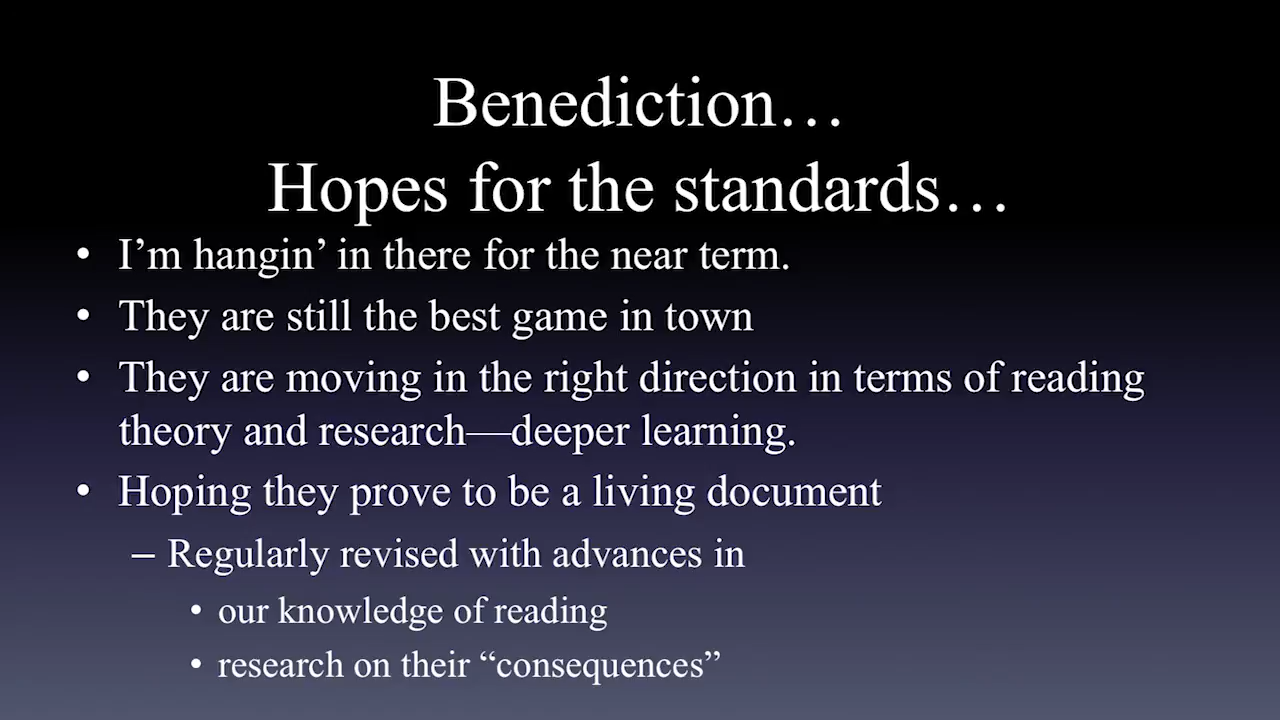 Benediction…
Hopes for the standards…
• I’m hangin’ in there for the near term.
• They are still the best game in town
• They are moving in the right direction in terms of reading
theory and research—deeper learning.
• Hoping they prove to be a living document
– Regularly revised with advances in
• our knowledge of reading
• research on their “consequences”